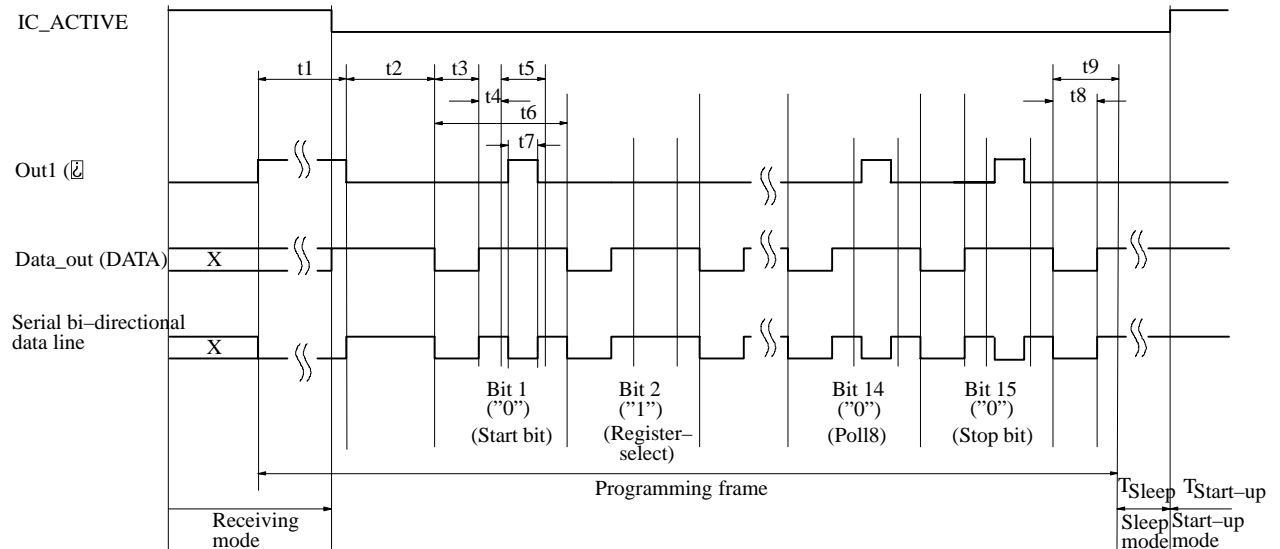 IC_ACTIVE
t1
t2
t3
t5
t9
t4
t6
t8
t7
Out1 (
Data_out (DATA)
X
Serial bi–directional
data line
X
Bit 1
(”0”)
(Start bit)
Bit 2
(”1”)
(Register–
select)
Bit 14
(”0”)
(Poll8)
Bit 15
(”0”)
(Stop bit)
Programming frame
TSleep
TStart–up
Receiving
mode
Sleep
mode
Start–up
mode